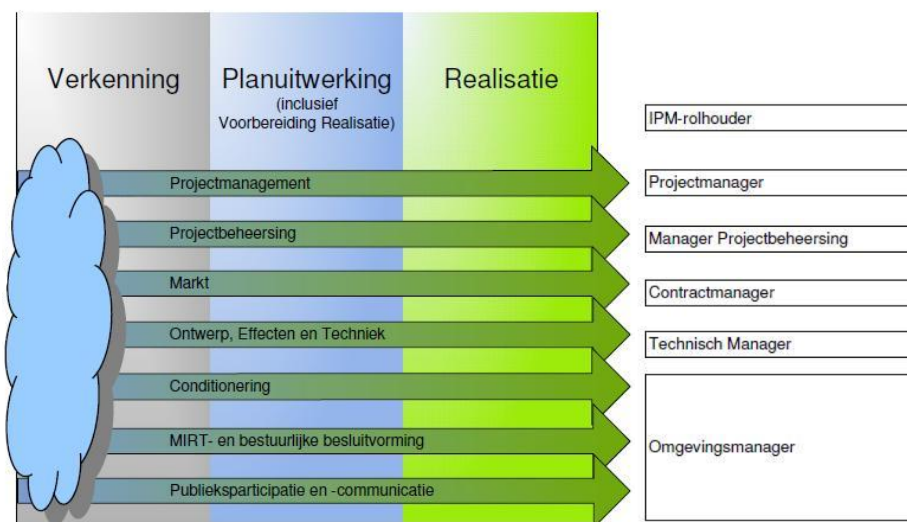 Verkenning
Planuitwerking
(inclusief
Voorbereiding Realisatie)
Realisatie
IPM-rolhouder
Projectmanagement
Projectmanager
Projectbeheersing
Manager Projectbeheersing
Markt
Contractmanager
Ontwerp, Effecten en Techniek
Technisch Manager
Conditionering
MIRT- en bestuurlijke besluitvorming
Omgevingsmanager
Publieksparticipatie en -communicatie